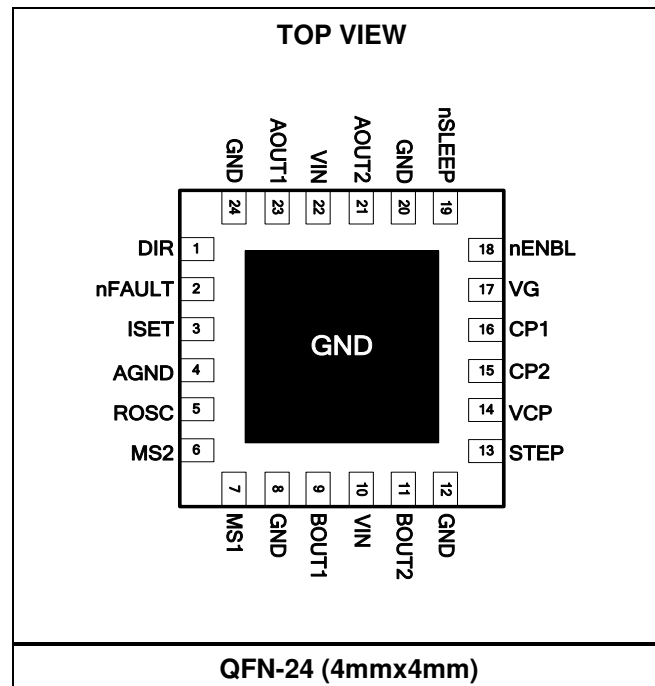 TOP VIEW
GND
AOUT1
VIN
AOUT2
GND
nSLEEP
24
23
22
21
20
19
DIR 1
nFAULT 2
ISET 3
AGND 4
ROSC 5
MS2 6
GND
18 nENBL
17 VG
16 CP1
15 CP2
14 VCP
13 STEP
7
8
9
10
11
12
MS1
GND
BOUT1
VIN
BOUT2
GND
QFN-24 (4mmx4mm)